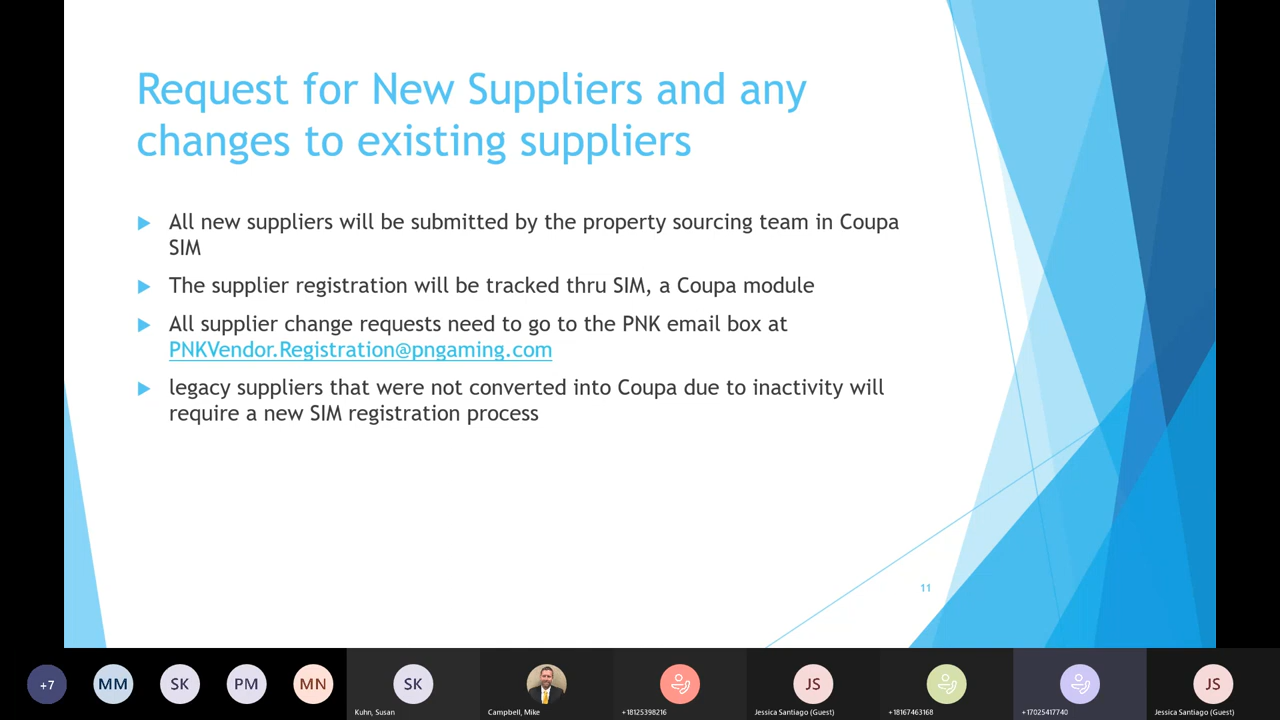 Request for New Suppliers and any
changes to existing suppliers
All new suppliers will be submitted by the property sourcing team in Coupa
SIM
The supplier registration will be tracked thru SIM, a Coupa module
All supplier change requests need to go to the PNK email box at
PNKVendor.Registration@pngaming.com
legacy suppliers that were not converted into Coupa due to inactivity will
require a new SIM registration process
11
+7
MM
SK
PM
MN
SK
Kuhn, Susan
Campbell, Mike
+18125398216
JS
Jessica Santiago (Guest)
+18167463168
+17025417740
JS
Jessica Santiago (Guest)